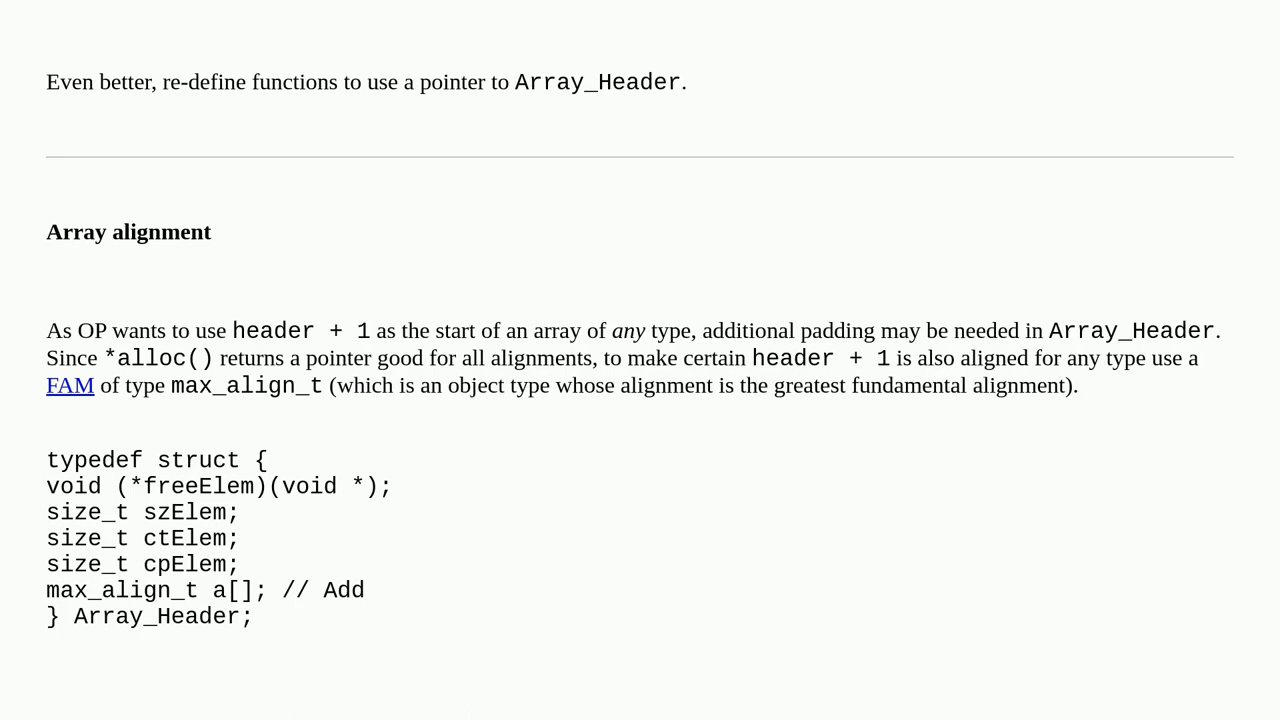 Even better, re-define functions to use a pointer to Array_Header.
Array alignment
As OP wants to use header + 1 as the start of an array of any type, additional padding may be needed in Array_Header.
Since *alloc() returns a pointer good for all alignments, to make certain header + 1 is also aligned for any type use a
FAM of type max_align_t (which is an object type whose alignment is the greatest fundamental alignment).
typedef struct {
void (*freeElem)(void *);
size_t szElem;
size_t ctElem;
size_t cpElem;
max_align_t a[]; // Add
} Array_Header;